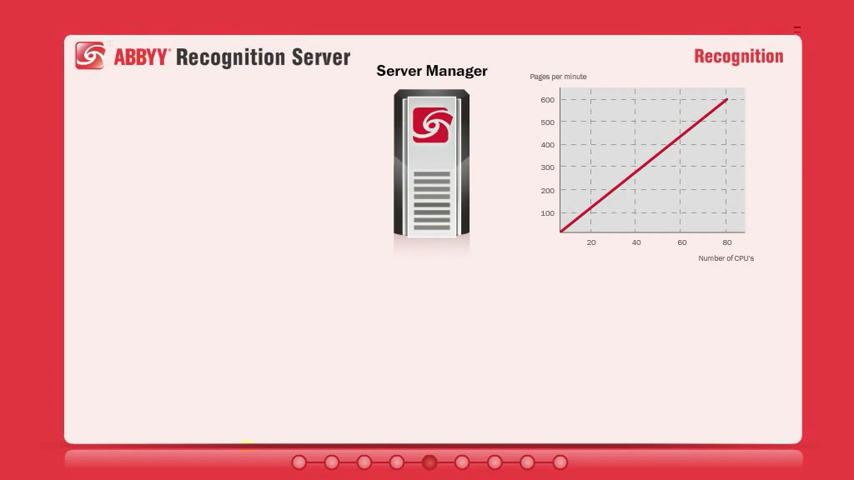 ABBYY® Recognition Server
Recognition
Server Manager
Pages per minute
600
500
400
300
200
100
20 40 60 80
Number of CPU's